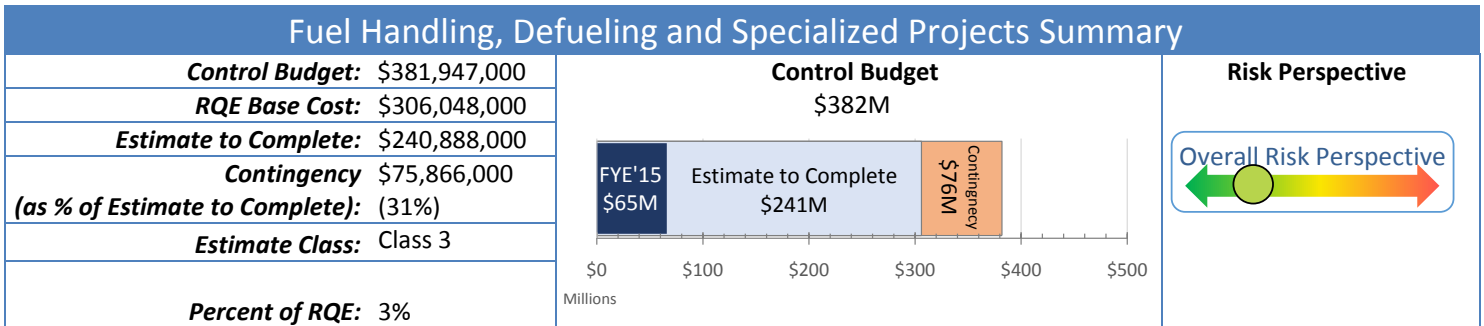 Fuel Handling, Defueling and Specialized Projects Summary
Control Budget: $381,947,000
RQE Base Cost: $306,048,000
Estimate to Complete: $240,888,000
Contingency $75,866,000
(as % of Estimate to Complete): (31%)
Estimate Class: Class 3
Percent of RQE: 3%
Control Budget
$382M
FYE'15
$65M
Estimate to Complete
$241M
Contingnecy
$76M
$0 $100 $200 $300 $400 $500
Millions
Risk Perspective
Overall Risk Perspective